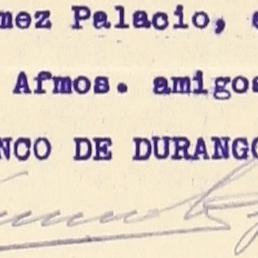 mez Palacio,
Afmos. amigos
NCO DE DURANGO